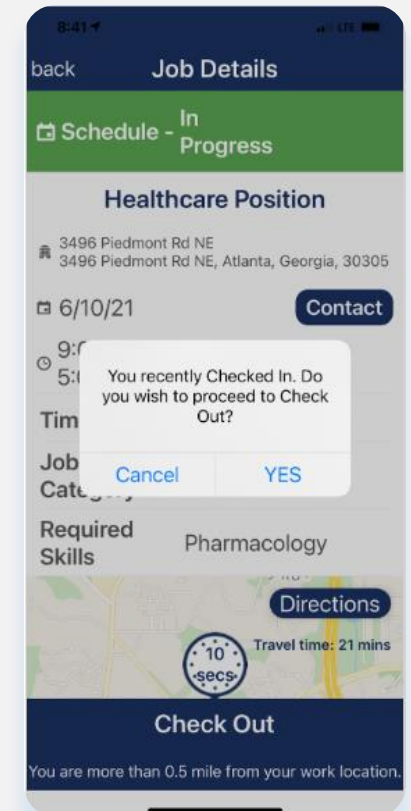 8:41
LTE
back Job Details
Schedule - In
Progress
Healthcare Position
3496 Piedmont Rd NE
3496 Piedmont Rd NE, Atlanta, Georgia, 30305
6/10/21 Contact
You recently Checked In. Do
you wish to proceed to Check
Out?
Cancel YES
Job
Required
Skills
Pharmacology
Directions
10
secs
Travel time: 21 mins
Check Out
You are more than 0.5 mile from your work location.